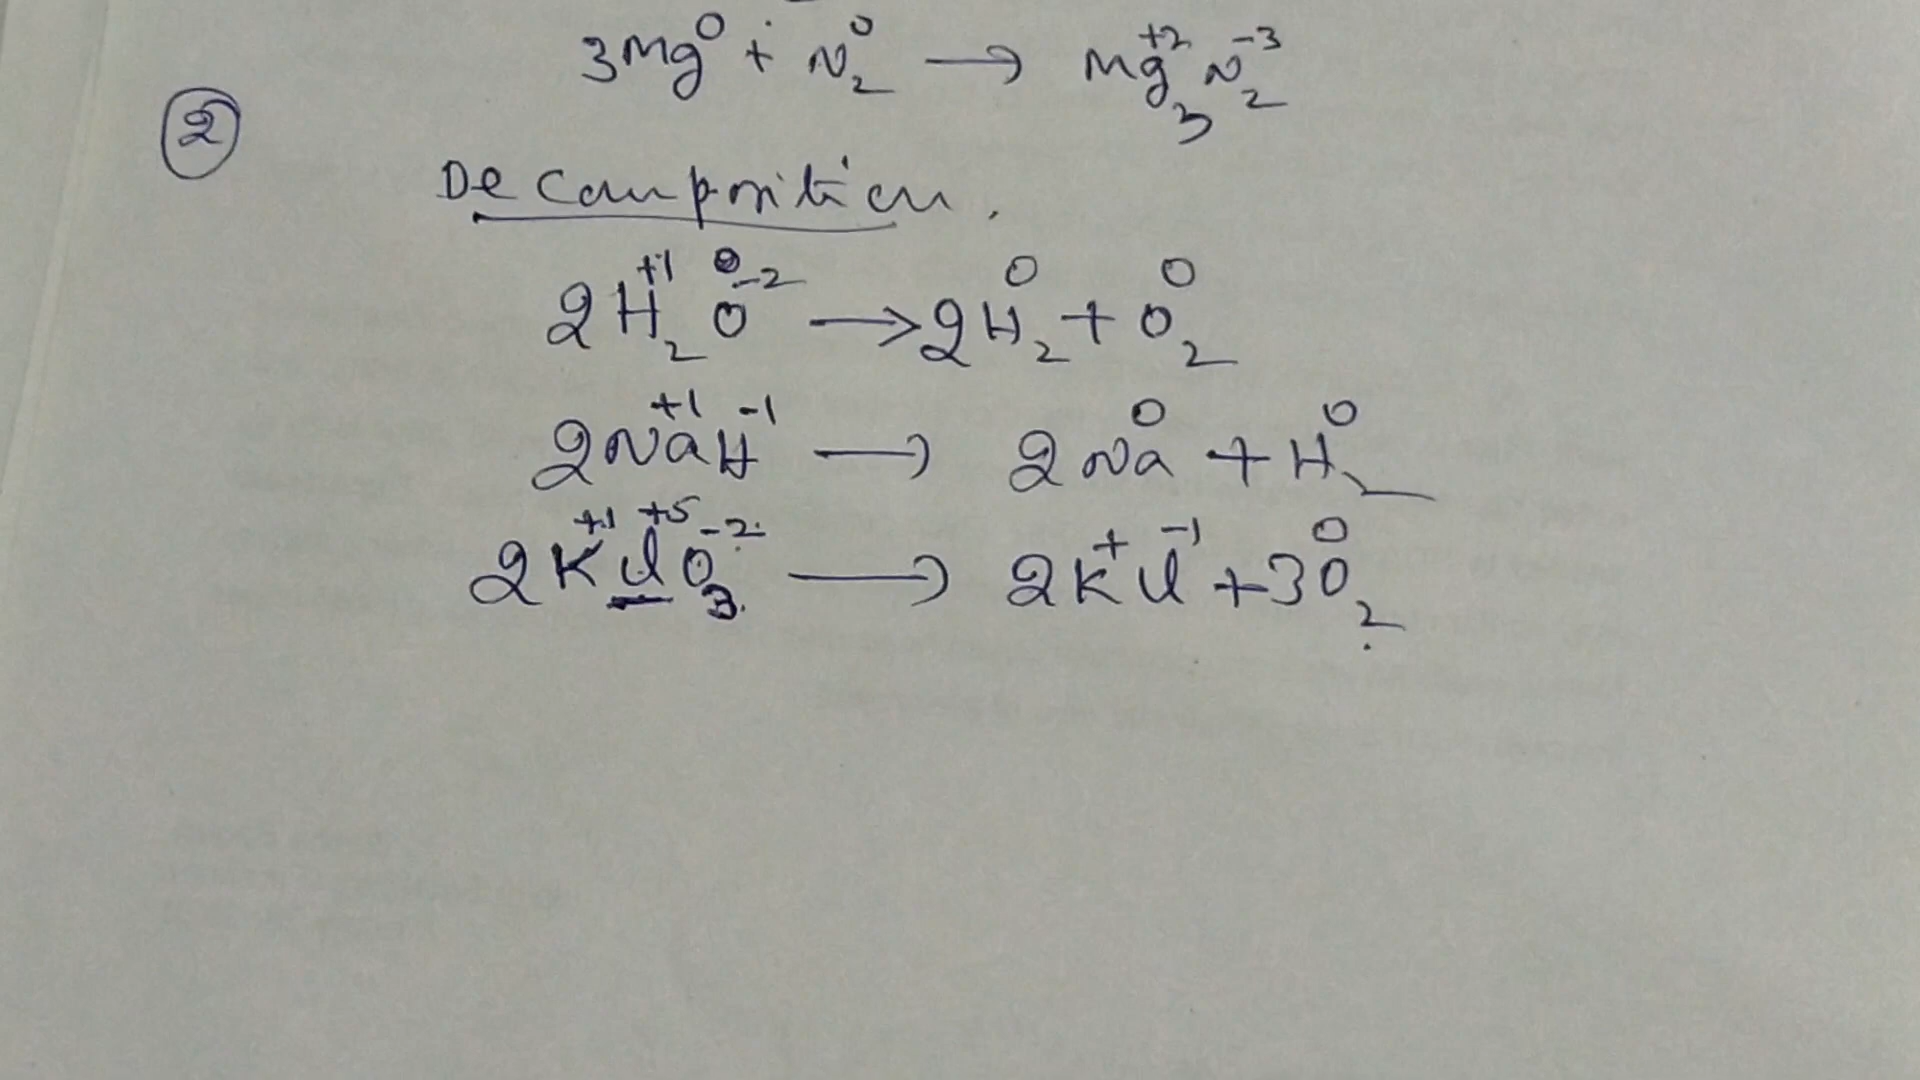 3Mg⁰ + N₂⁰ → Mg₃⁺²N₂⁻³
②
Decomposition.
2H₂⁺¹O⁻² → 2H₂⁰ + O₂⁰
2Na⁺¹H⁻¹ → 2Na⁰ + H₂⁰
2K⁺¹Cl⁺⁵O₃⁻² → 2K⁺Cl⁻¹ + 3O₂⁰